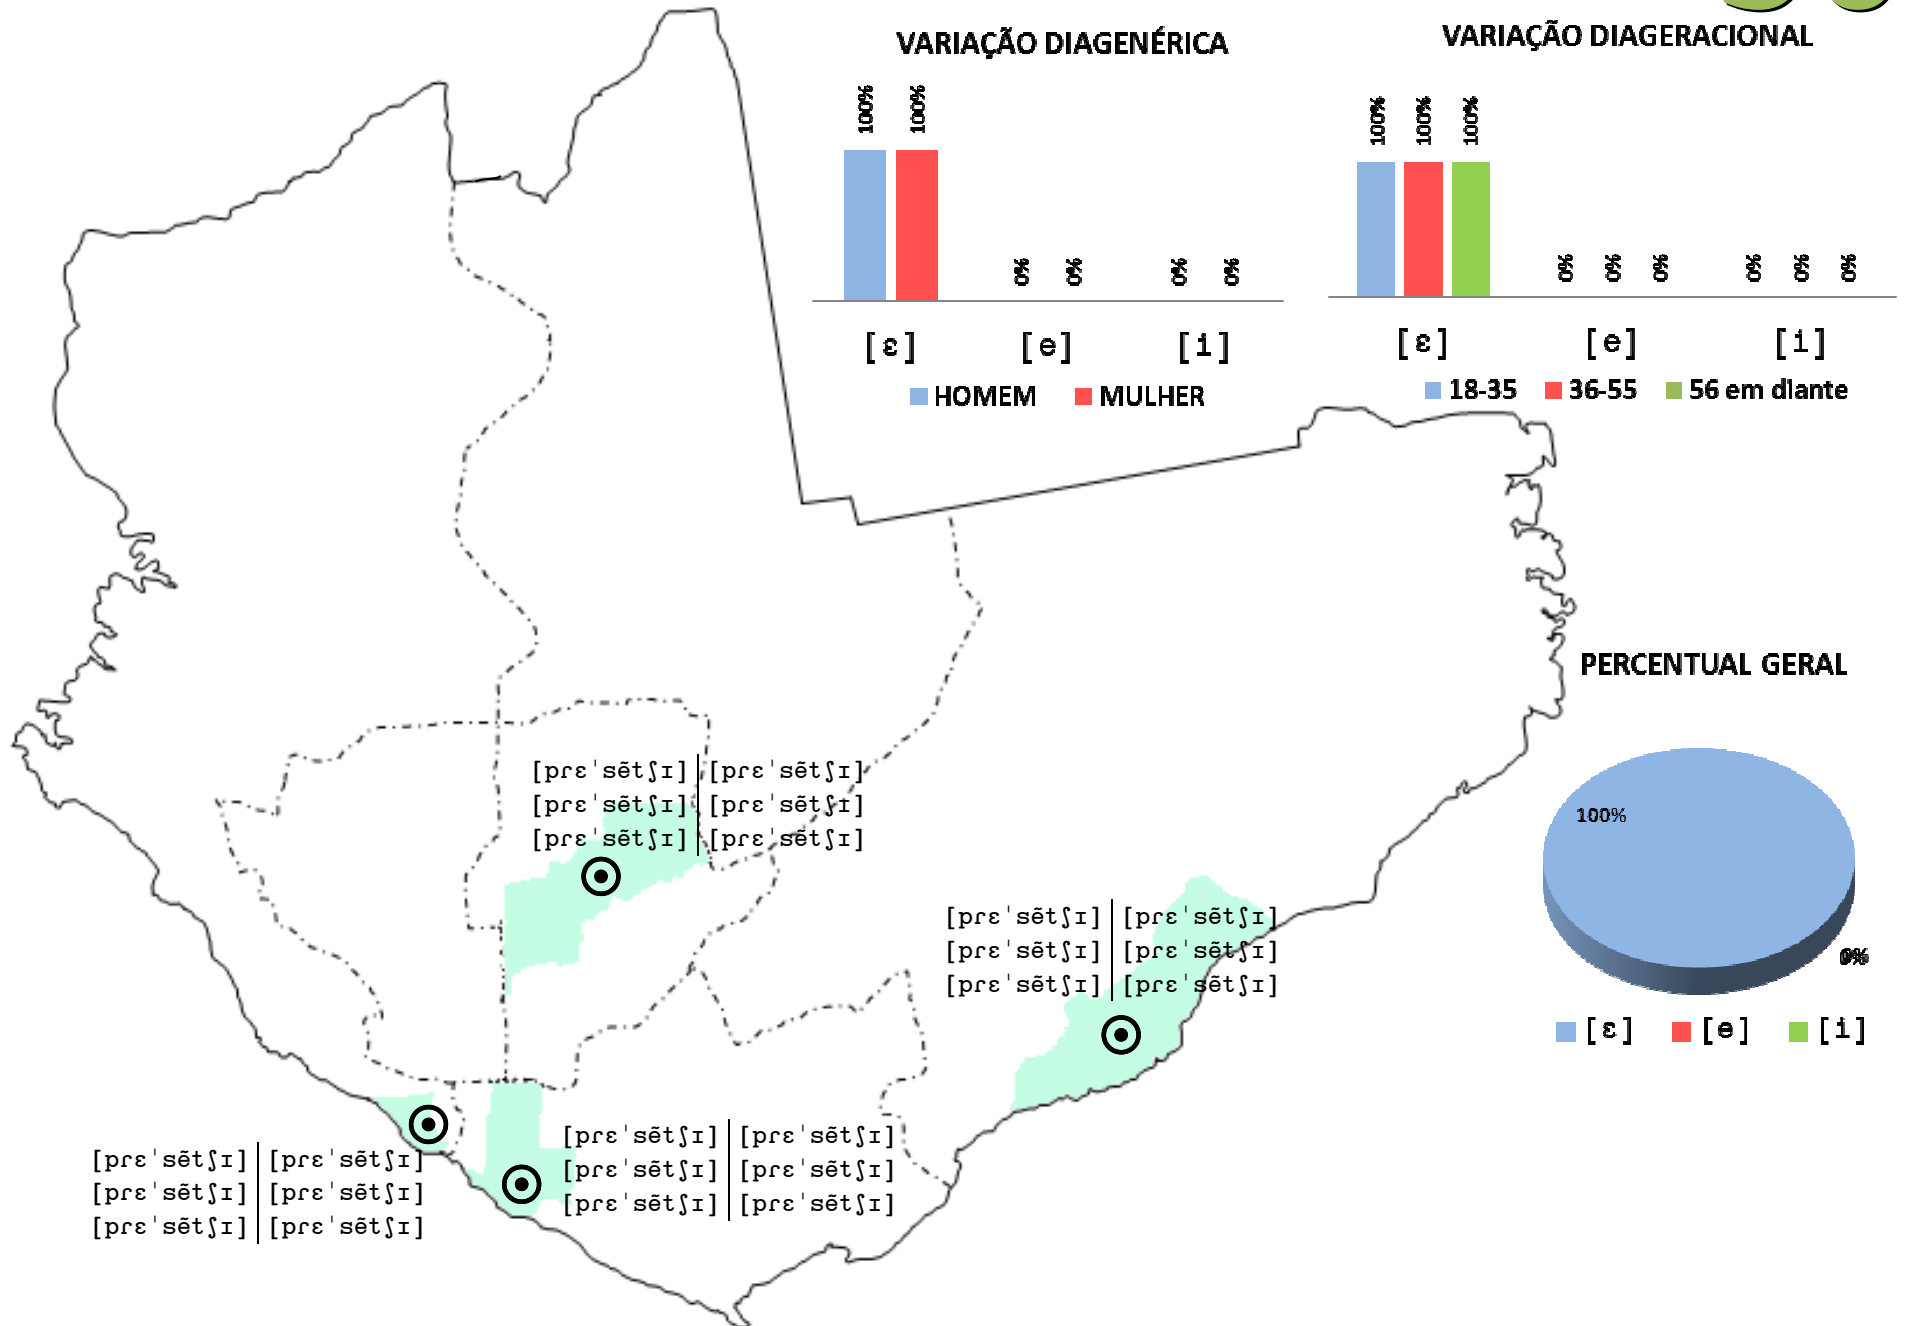 VARIAÇÃO DIAGENÉRICA
100% 100%
0% 0%
0% 0%
[ɛ] [e] [i]
HOMEM MULHER
VARIAÇÃO DIAGERACIONAL
100% 100% 100%
0% 0% 0%
0% 0% 0%
[ɛ] [e] [i]
18-35 36-55 56 em diante
PERCENTUAL GERAL
100%
0%
[ɛ] [e] [i]
[prɛˈsẽtʃɪ] [prɛˈsẽtʃɪ]
[prɛˈsẽtʃɪ] [prɛˈsẽtʃɪ]
[prɛˈsẽtʃɪ] [prɛˈsẽtʃɪ]
[prɛˈsẽtʃɪ] [prɛˈsẽtʃɪ]
[prɛˈsẽtʃɪ] [prɛˈsẽtʃɪ]
[prɛˈsẽtʃɪ] [prɛˈsẽtʃɪ]
[prɛˈsẽtʃɪ] [prɛˈsẽtʃɪ]
[prɛˈsẽtʃɪ] [prɛˈsẽtʃɪ]
[prɛˈsẽtʃɪ] [prɛˈsẽtʃɪ]
[prɛˈsẽtʃɪ] [prɛˈsẽtʃɪ]
[prɛˈsẽtʃɪ] [prɛˈsẽtʃɪ]
[prɛˈsẽtʃɪ] [prɛˈsẽtʃɪ]